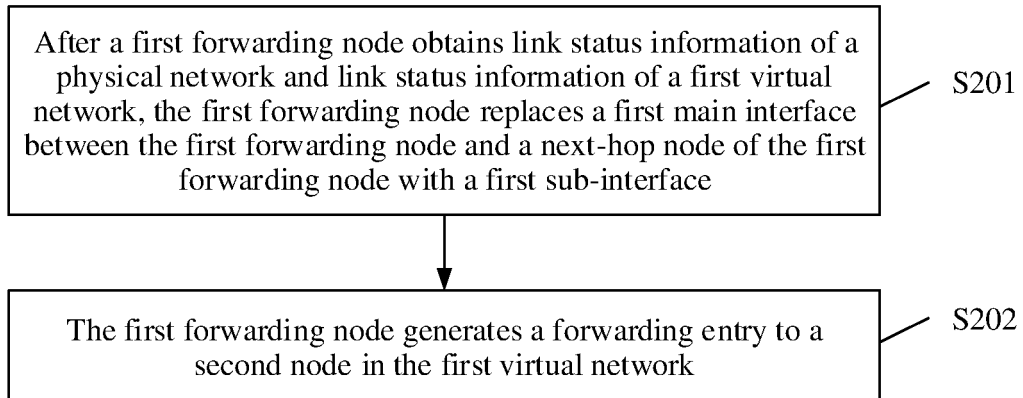 After a first forwarding node obtains link status information of a
physical network and link status information of a first virtual
network, the first forwarding node replaces a first main interface
between the first forwarding node and a next-hop node of the first
forwarding node with a first sub-interface
S201
The first forwarding node generates a forwarding entry to a
second node in the first virtual network
S202